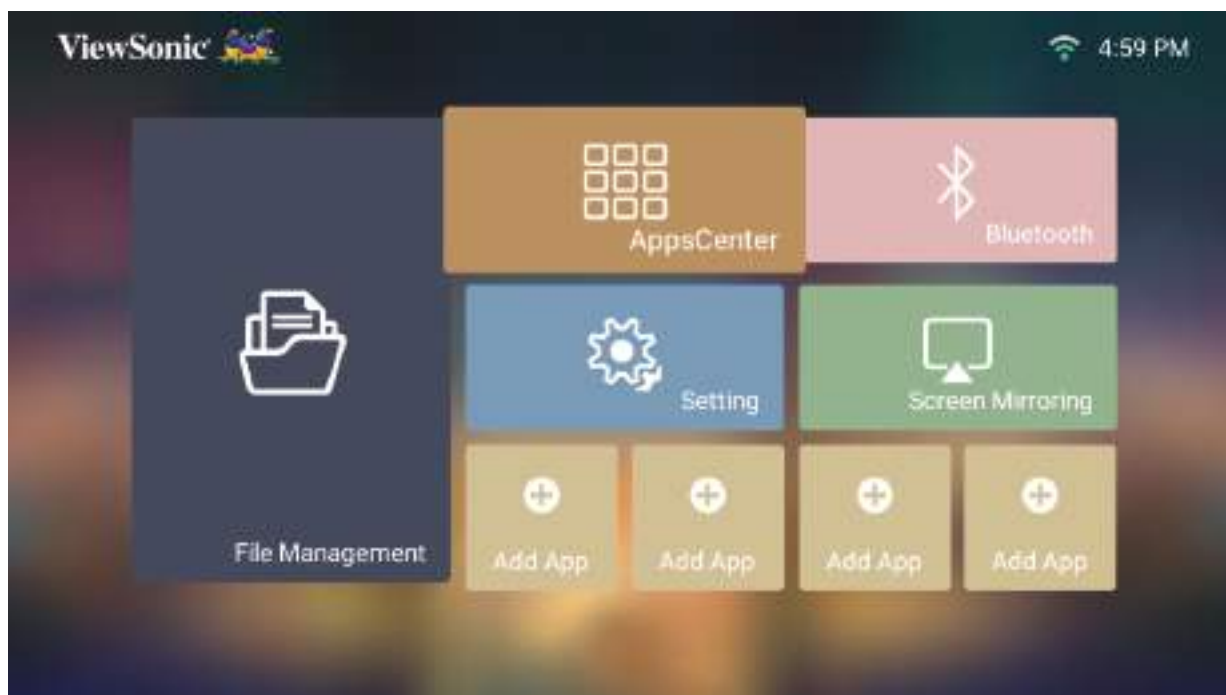 ViewSonic
4:59 PM
AppsCenter
Bluetooth
Setting
Screen Mirroring
File Management
Add App
Add App
Add App
Add App